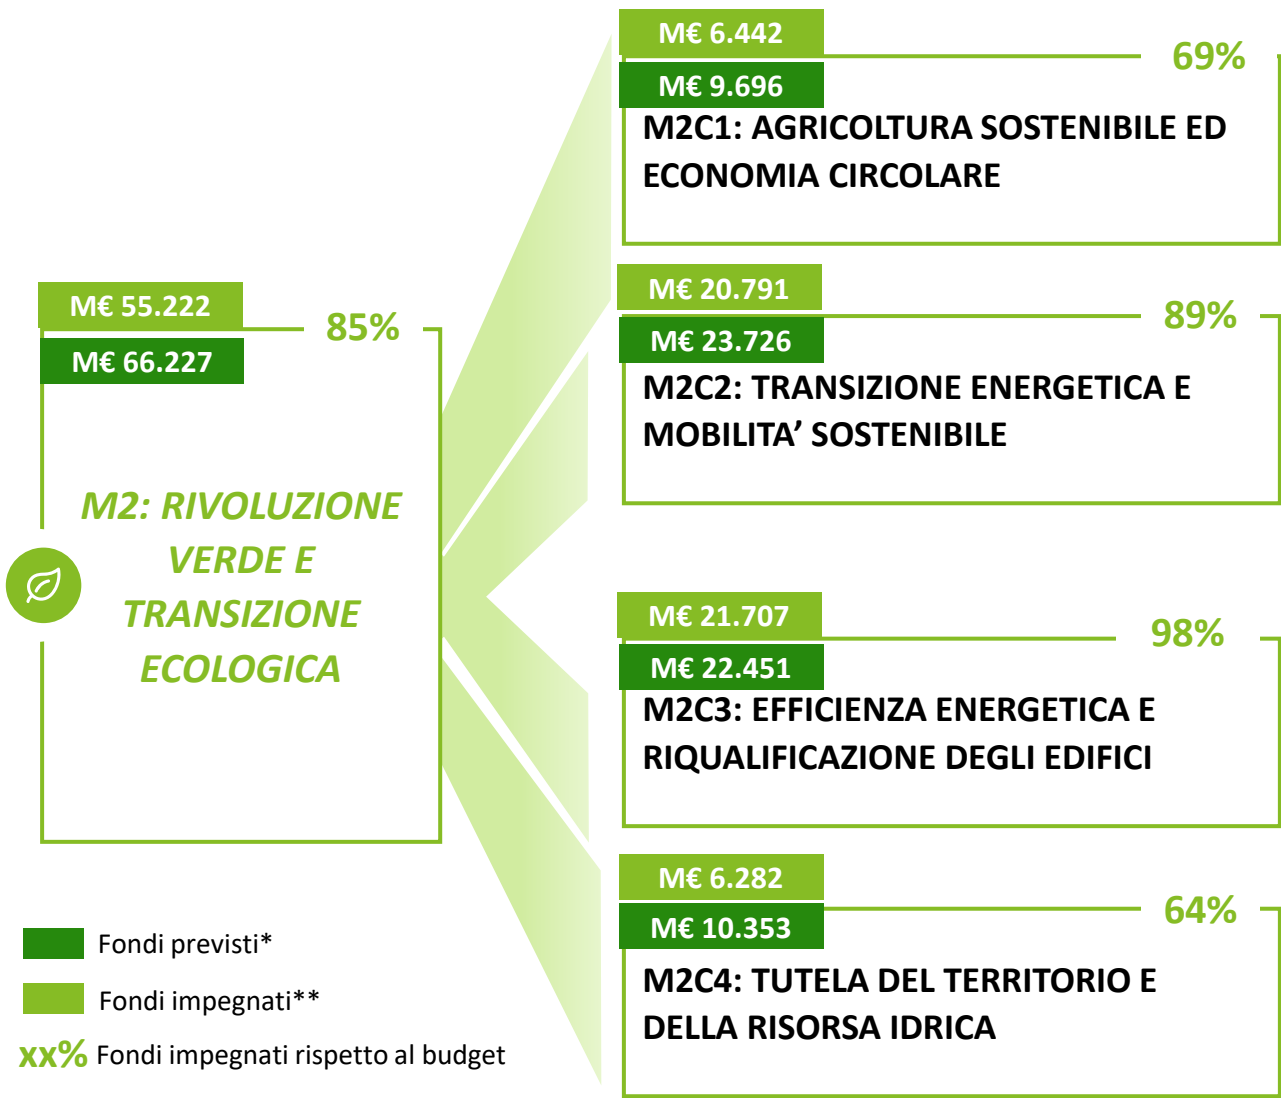 M€ 55.222
85%
M€ 66.227
M2: RIVOLUZIONE
VERDE E
TRANSIZIONE
ECOLOGICA
M€ 6.442
69%
M€ 9.696
M2C1: AGRICOLTURA SOSTENIBILE ED
ECONOMIA CIRCOLARE
M€ 20.791
89%
M€ 23.726
M2C2: TRANSIZIONE ENERGETICA E
MOBILITA’ SOSTENIBILE
M€ 21.707
98%
M€ 22.451
M2C3: EFFICIENZA ENERGETICA E
RIQUALIFICAZIONE DEGLI EDIFICI
M€ 6.282
64%
M€ 10.353
M2C4: TUTELA DEL TERRITORIO E
DELLA RISORSA IDRICA
Fondi previsti*
Fondi impegnati**
xx% Fondi impegnati rispetto al budget